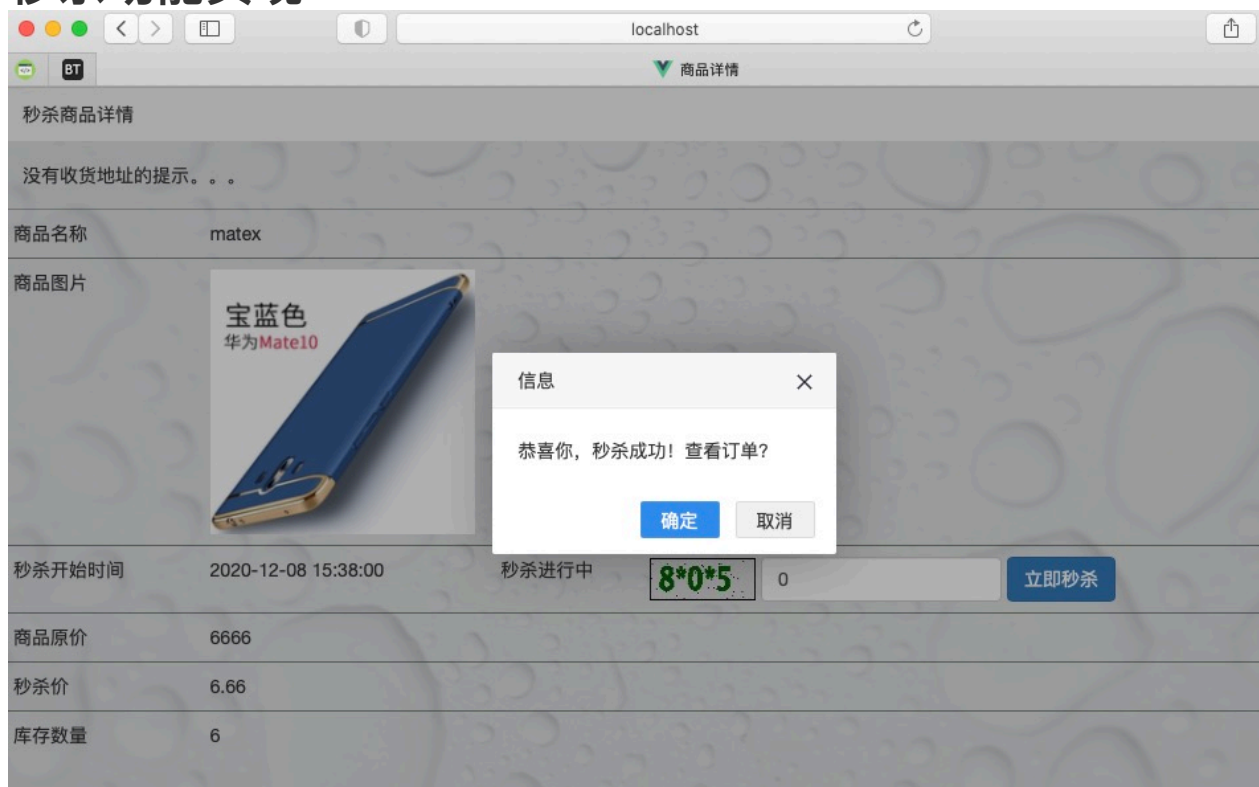 localhost
BT
商品详情
秒杀商品详情
没有收货地址的提示。。。
商品名称 matex
商品图片
宝蓝色
华为Mate10
信息
恭喜你，秒杀成功！查看订单？
确定 取消
秒杀开始时间 2020-12-08 15:38:00 秒杀进行中 8*0*5 0 立即秒杀
商品原价 6666
秒杀价 6.66
库存数量 6